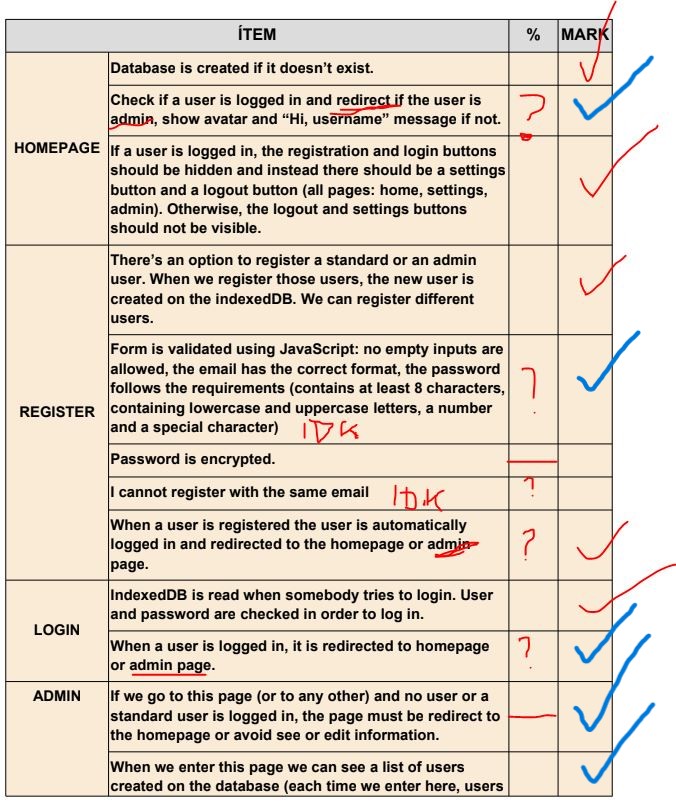 ÍTEM % MARK
Database is created if it doesn't exist.
Check if a user is logged in and redirect if the user is
admin, show avatar and "Hi, username" message if not.
?
HOMEPAGE
If a user is logged in, the registration and login buttons
should be hidden and instead there should be a settings
button and a logout button (all pages: home, settings,
admin). Otherwise, the logout and settings buttons
should not be visible.
There's an option to register a standard or an admin
user. When we register those users, the new user is
created on the indexedDB. We can register different
users.
REGISTER
Form is validated using JavaScript: no empty inputs are
allowed, the email has the correct format, the password
follows the requirements (contains at least 8 characters,
containing lowercase and uppercase letters, a number
and a special character) IDK
?
Password is encrypted.
I cannot register with the same email IDK ?
When a user is registered the user is automatically
logged in and redirected to the homepage or admin
page.
?
LOGIN
IndexedDB is read when somebody tries to login. User
and password are checked in order to log in.
When a user is logged in, it is redirected to homepage
or admin page.
?
ADMIN
If we go to this page (or to any other) and no user or a
standard user is logged in, the page must be redirect to
the homepage or avoid see or edit information.
When we enter this page we can see a list of users
created on the database (each time we enter here, users